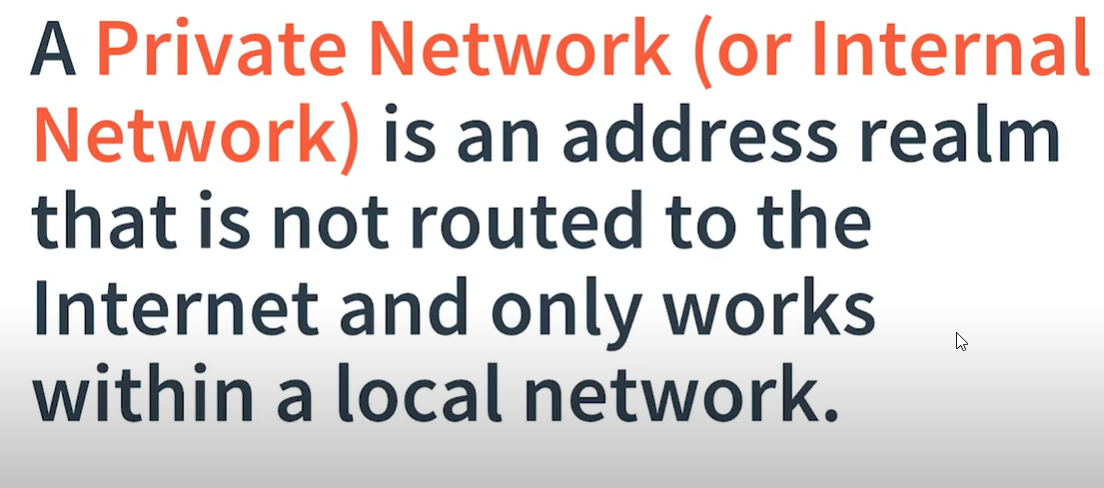 A Private Network (or Internal
Network) is an address realm
that is not routed to the
Internet and only works
within a local network.